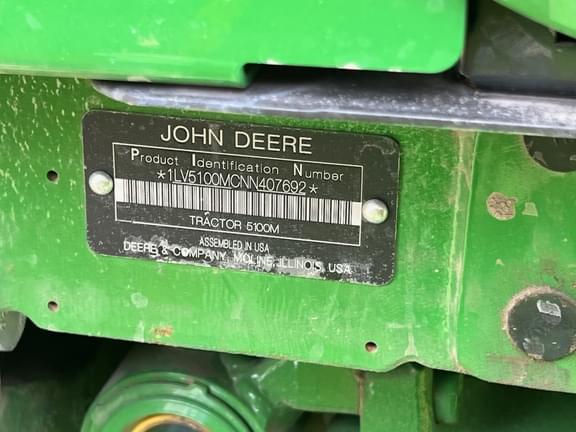 JOHN DEERE
Product Identification Number
*1LV5100MCNN407692*
TRACTOR 5100M
ASSEMBLED IN USA
DEERE & COMPANY, MOLINE, ILLINOIS, USA